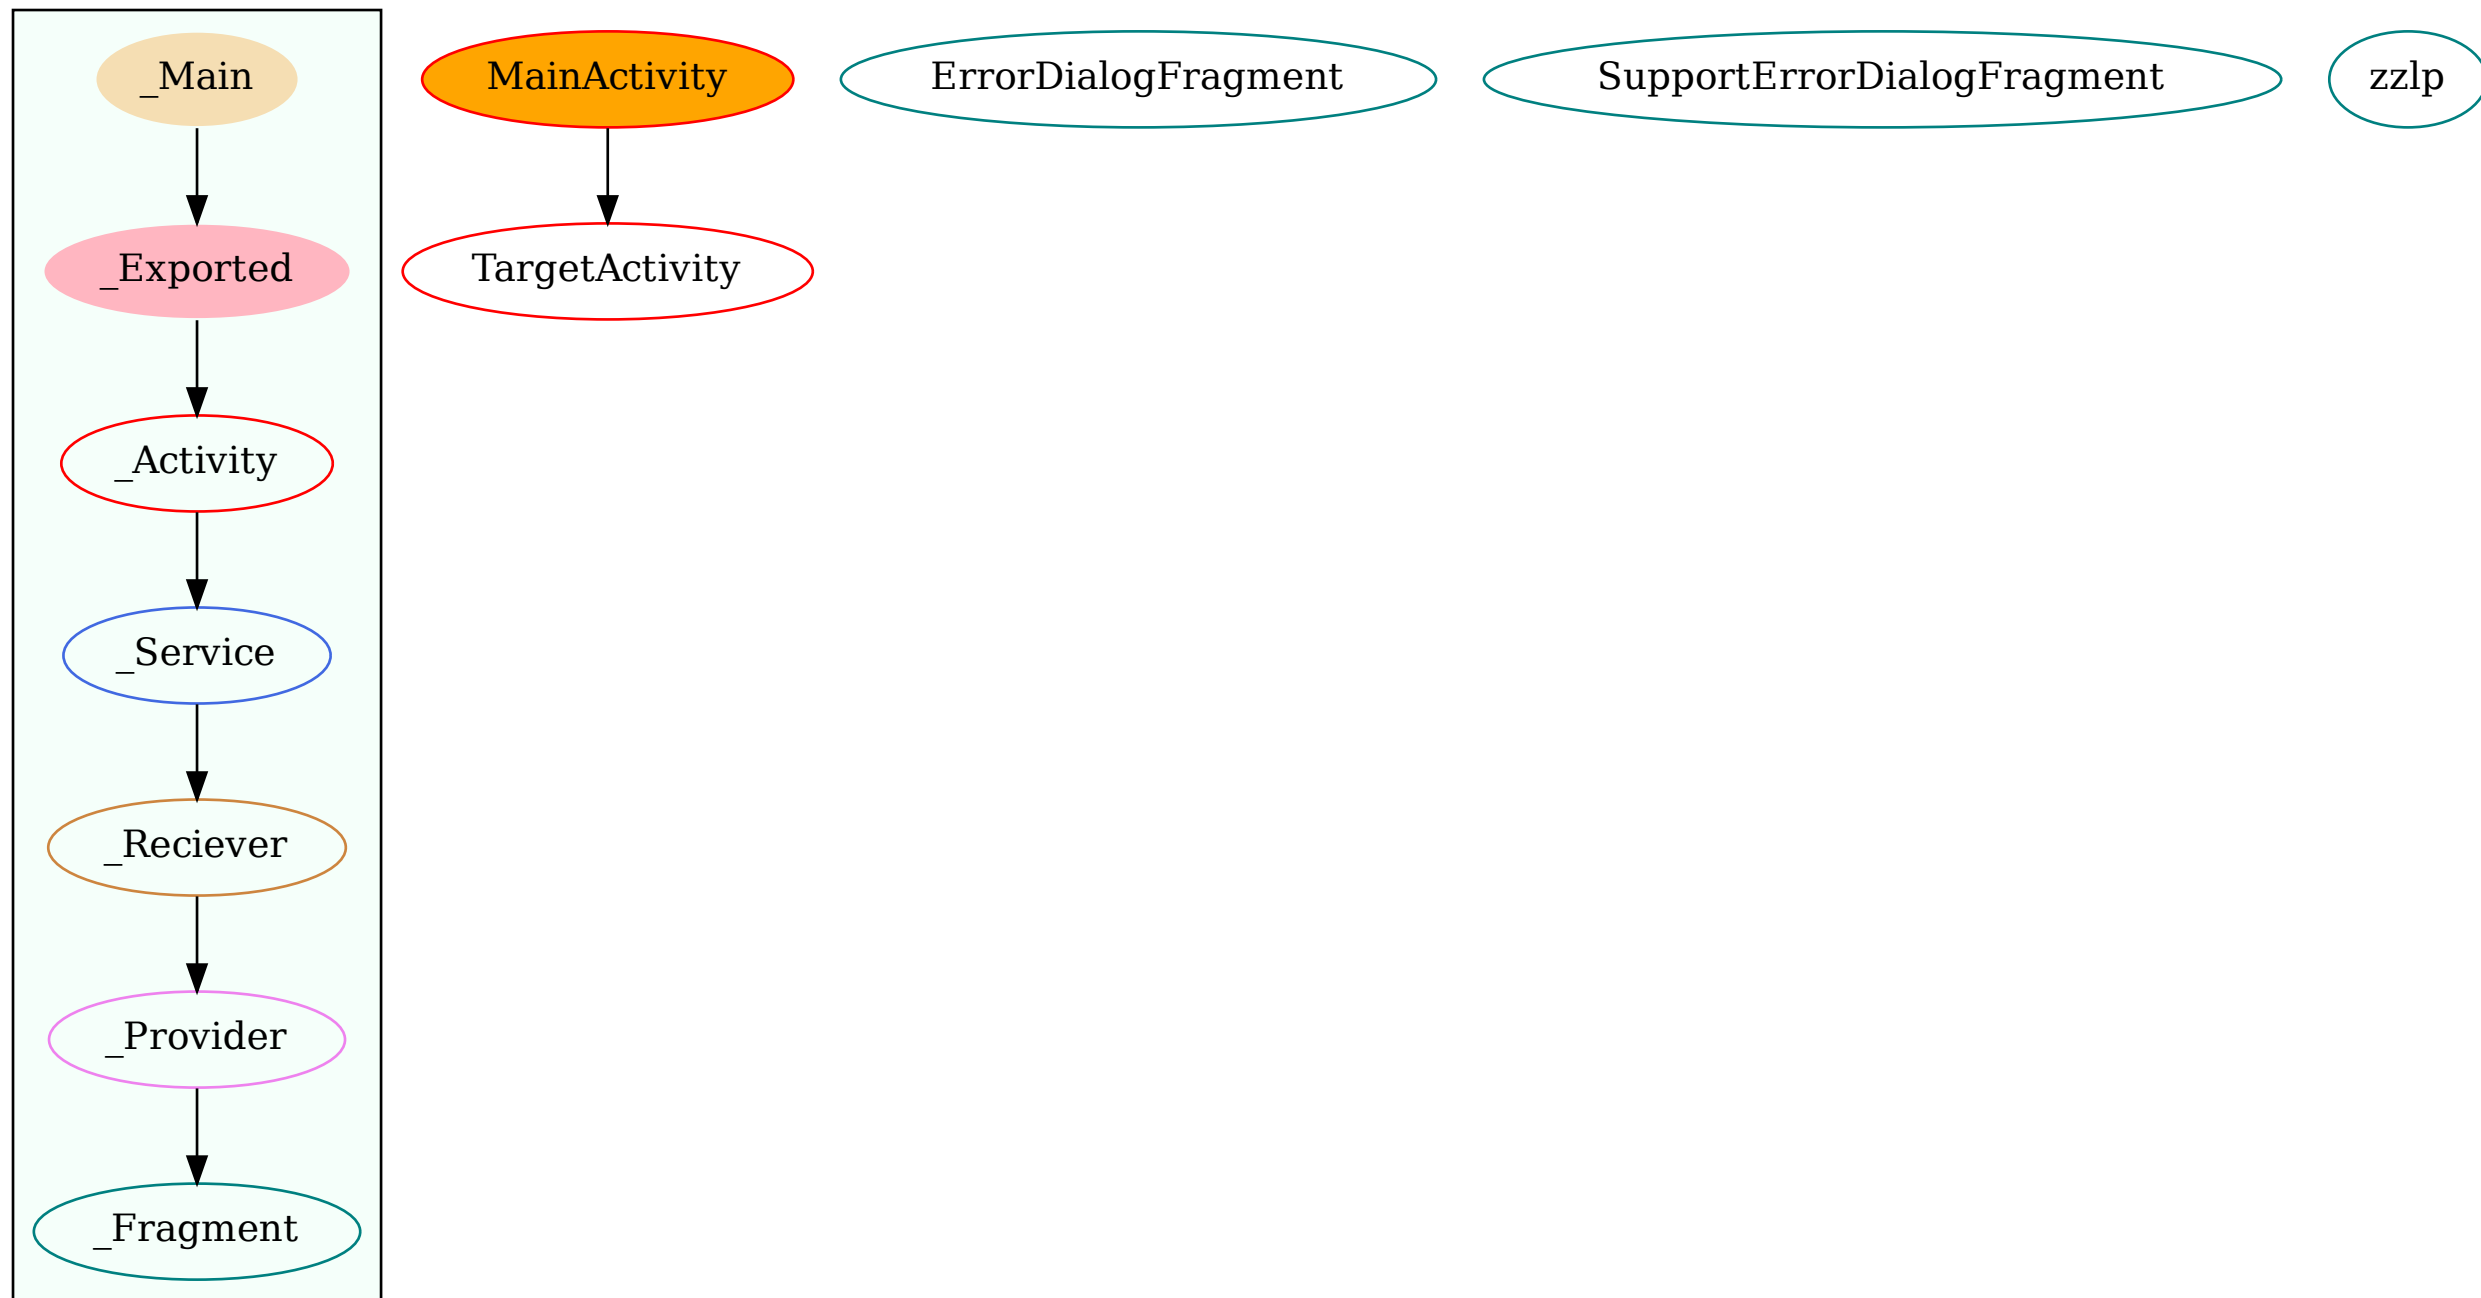 _Main
_Exported
_Activity
_Service
_Reciever
_Provider
_Fragment
MainActivity
TargetActivity
ErrorDialogFragment
SupportErrorDialogFragment
zzlp